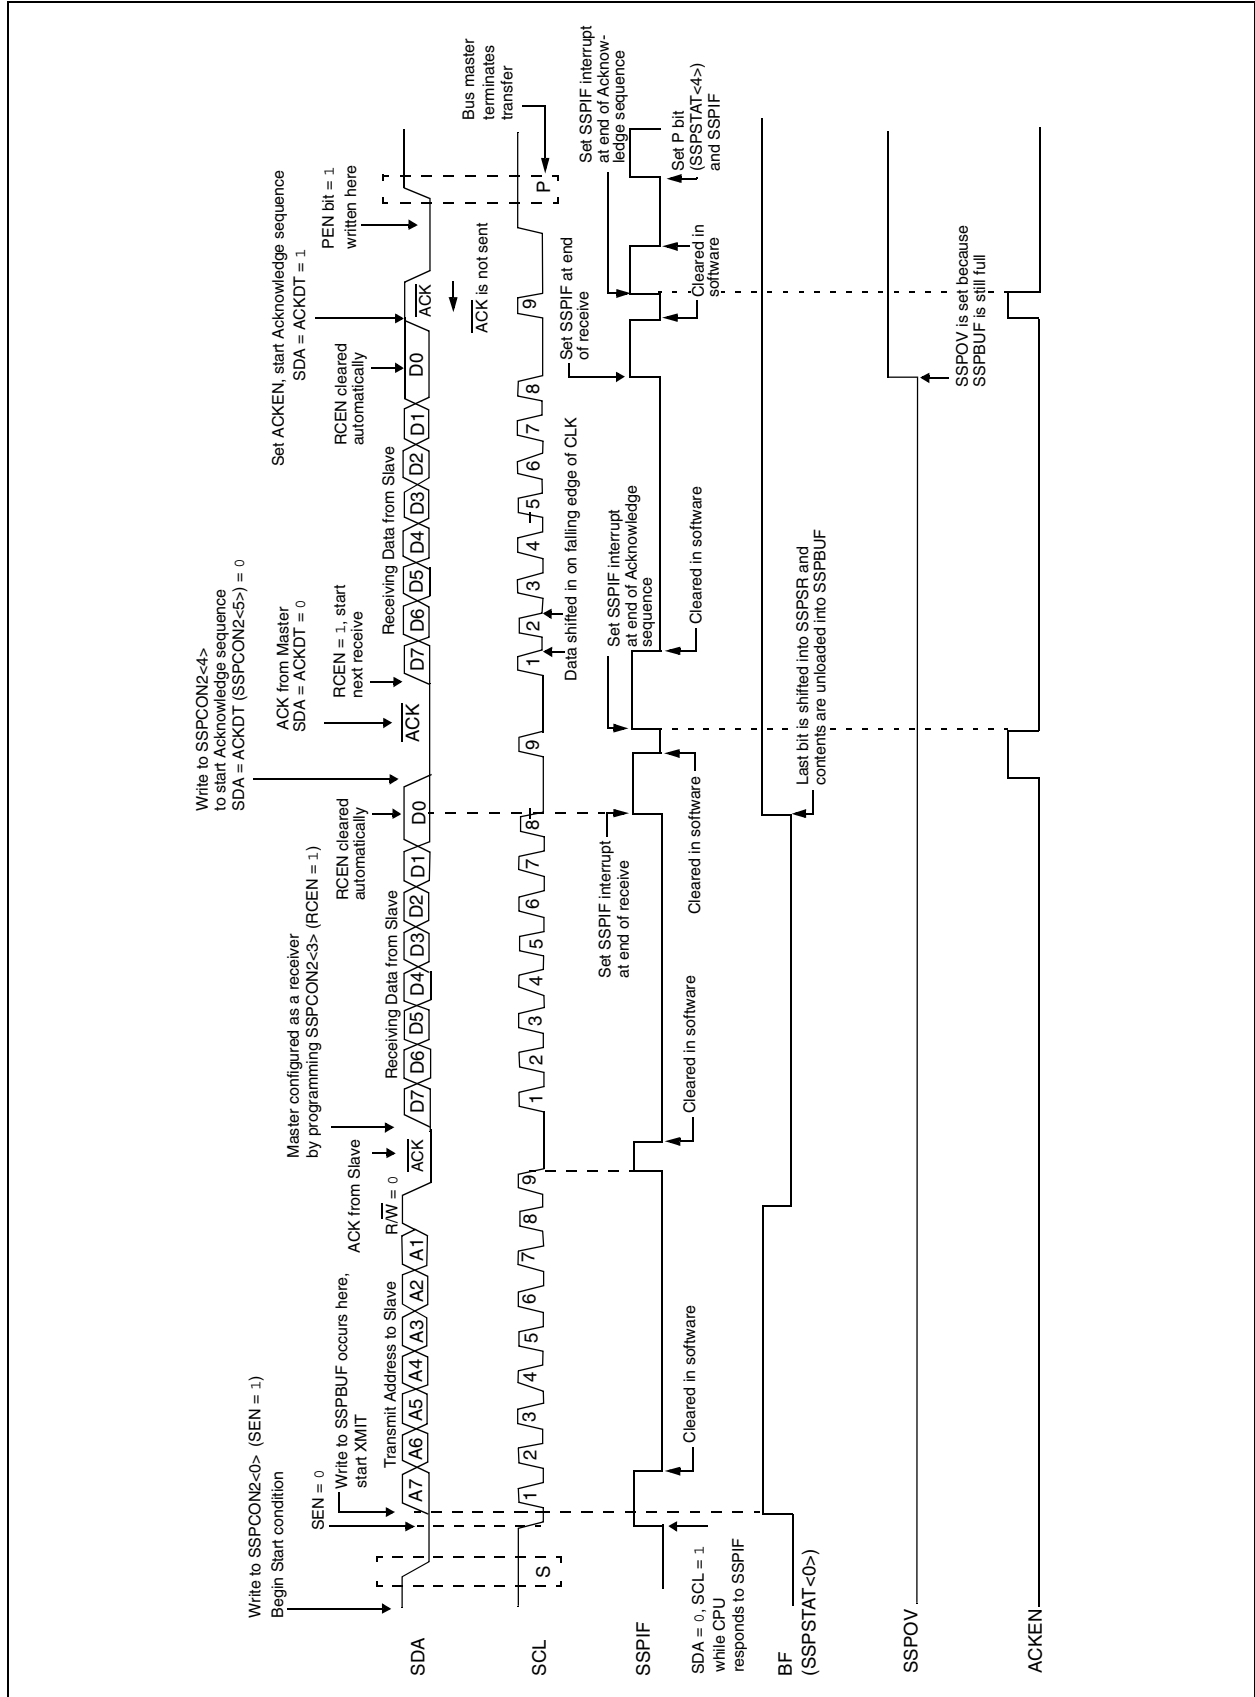 Write to SSPCON2<0> (SEN = 1)
Begin Start condition
SEN = 0
Write to SSPBUF occurs here,
start XMIT
Transmit Address to Slave
R/W = 0
ACK from Slave
Master configured as a receiver
by programming SSPCON2<3> (RCEN = 1)
Receiving Data from Slave
RCEN cleared
automatically
Write to SSPCON2<4>
to start Acknowledge sequence
SDA = ACKDT (SSPCON2<5>) = 0
ACK from Master
SDA = ACKDT = 0
RCEN = 1, start
next receive
Receiving Data from Slave
RCEN cleared
automatically
Set ACKEN, start Acknowledge sequence
SDA = ACKDT = 1
PEN bit = 1
written here
SDA
A7 A6 A5 A4 A3 A2 A1
ACK
D7 D6 D5 D4 D3 D2 D1 D0
ACK
D7 D6 D5 D4 D3 D2 D1 D0
ACK
ACK is not sent
Bus master
terminates
transfer
SCL
S
1 2 3 4 5 6 7 8 9
1 2 3 4 5 6 7 8 9
1 2 3 4 5 6 7 8 9
P
Data shifted in on falling edge of CLK
Set SSPIF at end
of receive
Set SSPIF interrupt
at end of Acknow-
ledge sequence
Set SSPIF interrupt
at end of receive
Set SSPIF interrupt
at end of Acknowledge
sequence
SSPIF
SDA = 0, SCL = 1
while CPU
responds to SSPIF
Cleared in software
Cleared in software
Cleared in software
Cleared in software
Cleared in
software
Set P bit
(SSPSTAT<4>)
and SSPIF
BF
(SSPSTAT<0>)
Last bit is shifted into SSPSR and
contents are unloaded into SSPBUF
SSPOV
SSPOV is set because
SSPBUF is still full
ACKEN